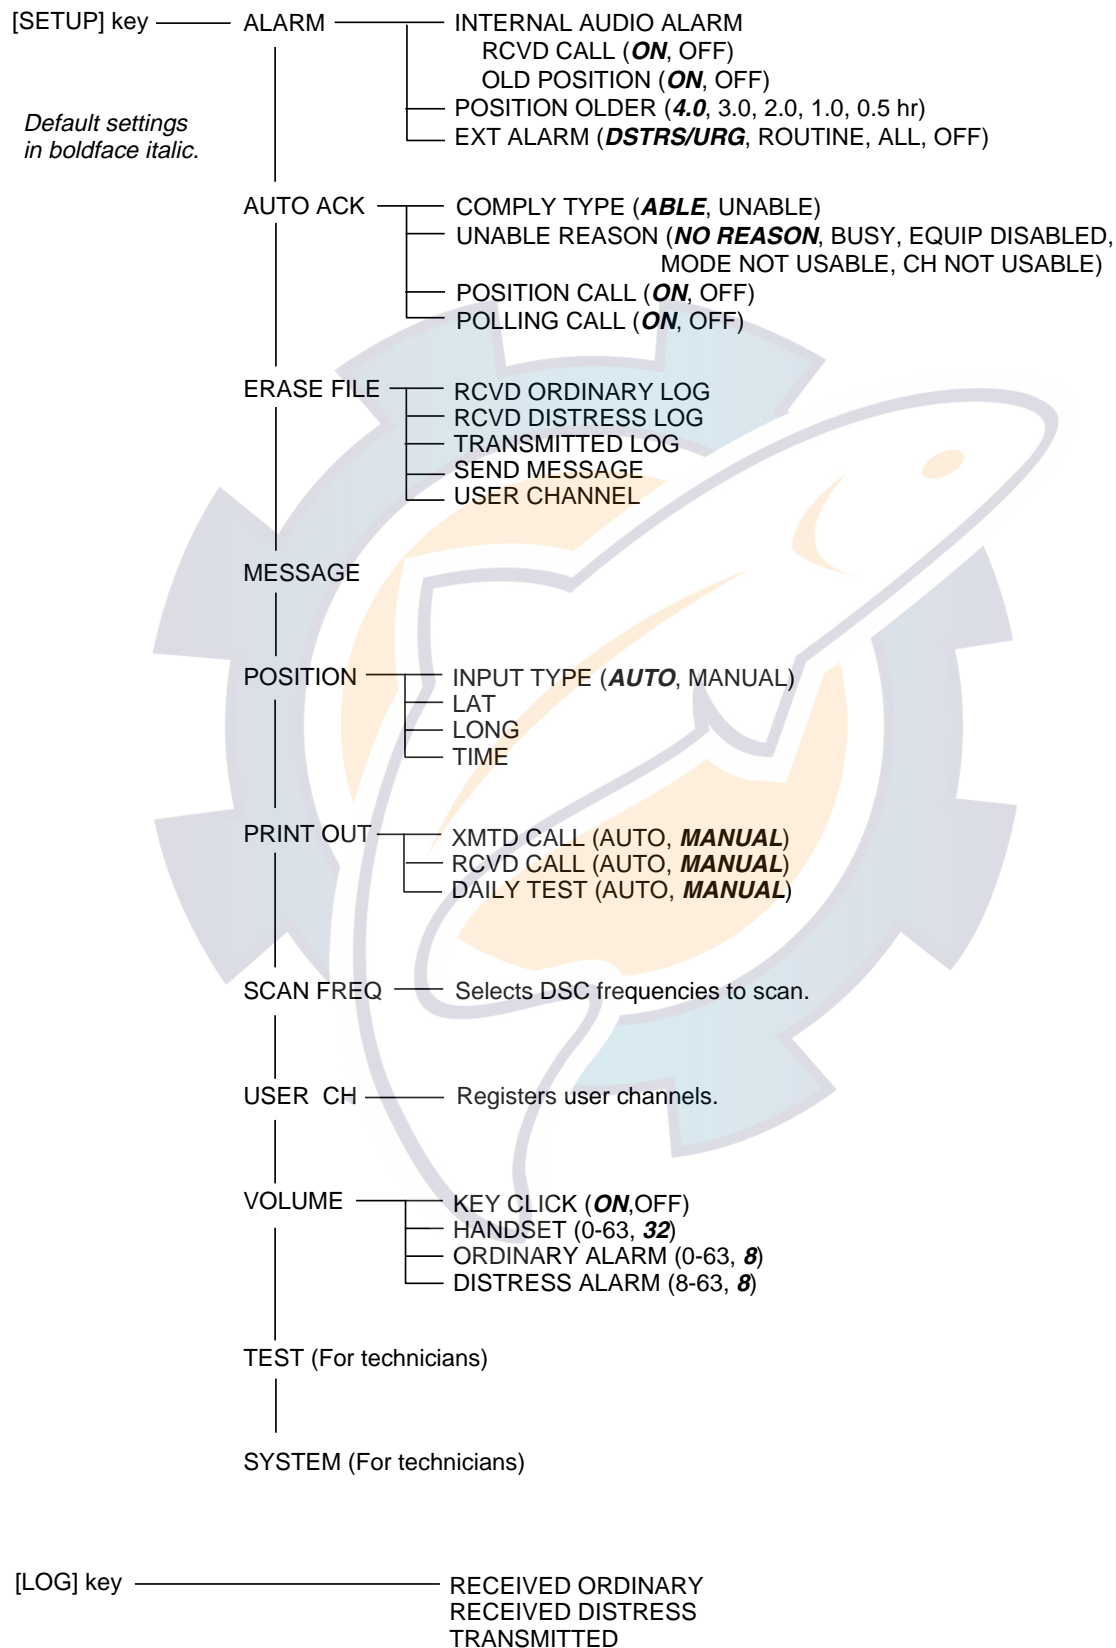 [SETUP] key
ALARM
INTERNAL AUDIO ALARM
RCVD CALL (ON, OFF)
OLD POSITION (ON, OFF)
POSITION OLDER (4.0, 3.0, 2.0, 1.0, 0.5 hr)
EXT ALARM (DSTRS/URG, ROUTINE, ALL, OFF)
Default settings
in boldface italic.
AUTO ACK
COMPLY TYPE (ABLE, UNABLE)
UNABLE REASON (NO REASON, BUSY, EQUIP DISABLED,
MODE NOT USABLE, CH NOT USABLE)
POSITION CALL (ON, OFF)
POLLING CALL (ON, OFF)
ERASE FILE
RCVD ORDINARY LOG
RCVD DISTRESS LOG
TRANSMITTED LOG
SEND MESSAGE
USER CHANNEL
MESSAGE
POSITION
INPUT TYPE (AUTO, MANUAL)
LAT
LONG
TIME
PRINT OUT
XMTD CALL (AUTO, MANUAL)
RCVD CALL (AUTO, MANUAL)
DAILY TEST (AUTO, MANUAL)
SCAN FREQ
Selects DSC frequencies to scan.
USER CH
Registers user channels.
VOLUME
KEY CLICK (ON,OFF)
HANDSET (0-63, 32)
ORDINARY ALARM (0-63, 8)
DISTRESS ALARM (8-63, 8)
TEST (For technicians)
SYSTEM (For technicians)
[LOG] key
RECEIVED ORDINARY
RECEIVED DISTRESS
TRANSMITTED